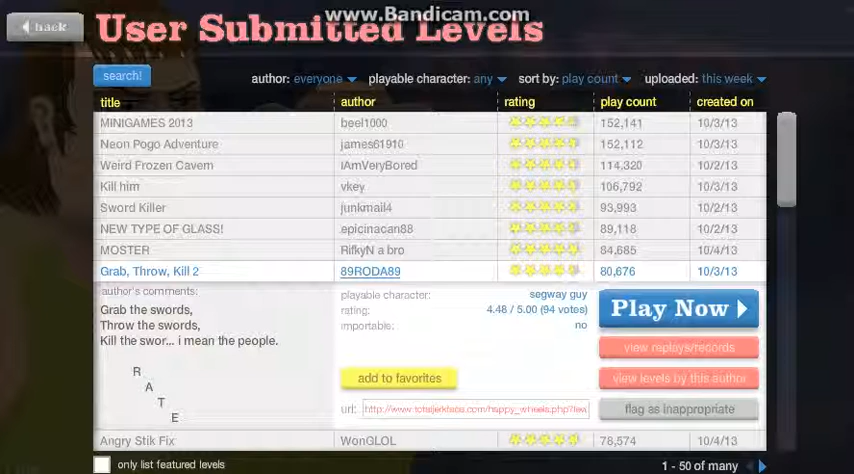 www.Bandicam.com
back
User Submitted Levels
search!
author: everyone playable character: any sort by: play count uploaded: this week
title author rating play count created on
MINIGAMES 2013 beel1000 152,141 10/3/13
Neon Pogo Adventure james61910 152,112 10/3/13
Weird Frozen Cavern IAmVeryBored 114,320 10/2/13
Kill him vkey 106,792 10/3/13
Sword Killer junkmail4 93,993 10/2/13
NEW TYPE OF GLASS! .epicinacan88 89,118 10/2/13
MOSTER RifkyN a bro 84,685 10/4/13
Grab, Throw, Kill 2 89RODA89 80,676 10/3/13
author's comments:
Grab the swords,
Throw the swords,
Kill the swor... i mean the people.
R
A
T
E
playable character: segway guy
rating: 4.48 / 5.00 (94 votes)
importable: no
add to favorites
url: http://www.totaljerkface.com/happy_wheels.php?lev
Play Now
view replays/records
view levels by this author
flag as inappropriate
Angry Stik Fix WonGLOL 78,574 10/4/13
only list featured levels
1 - 50 of many